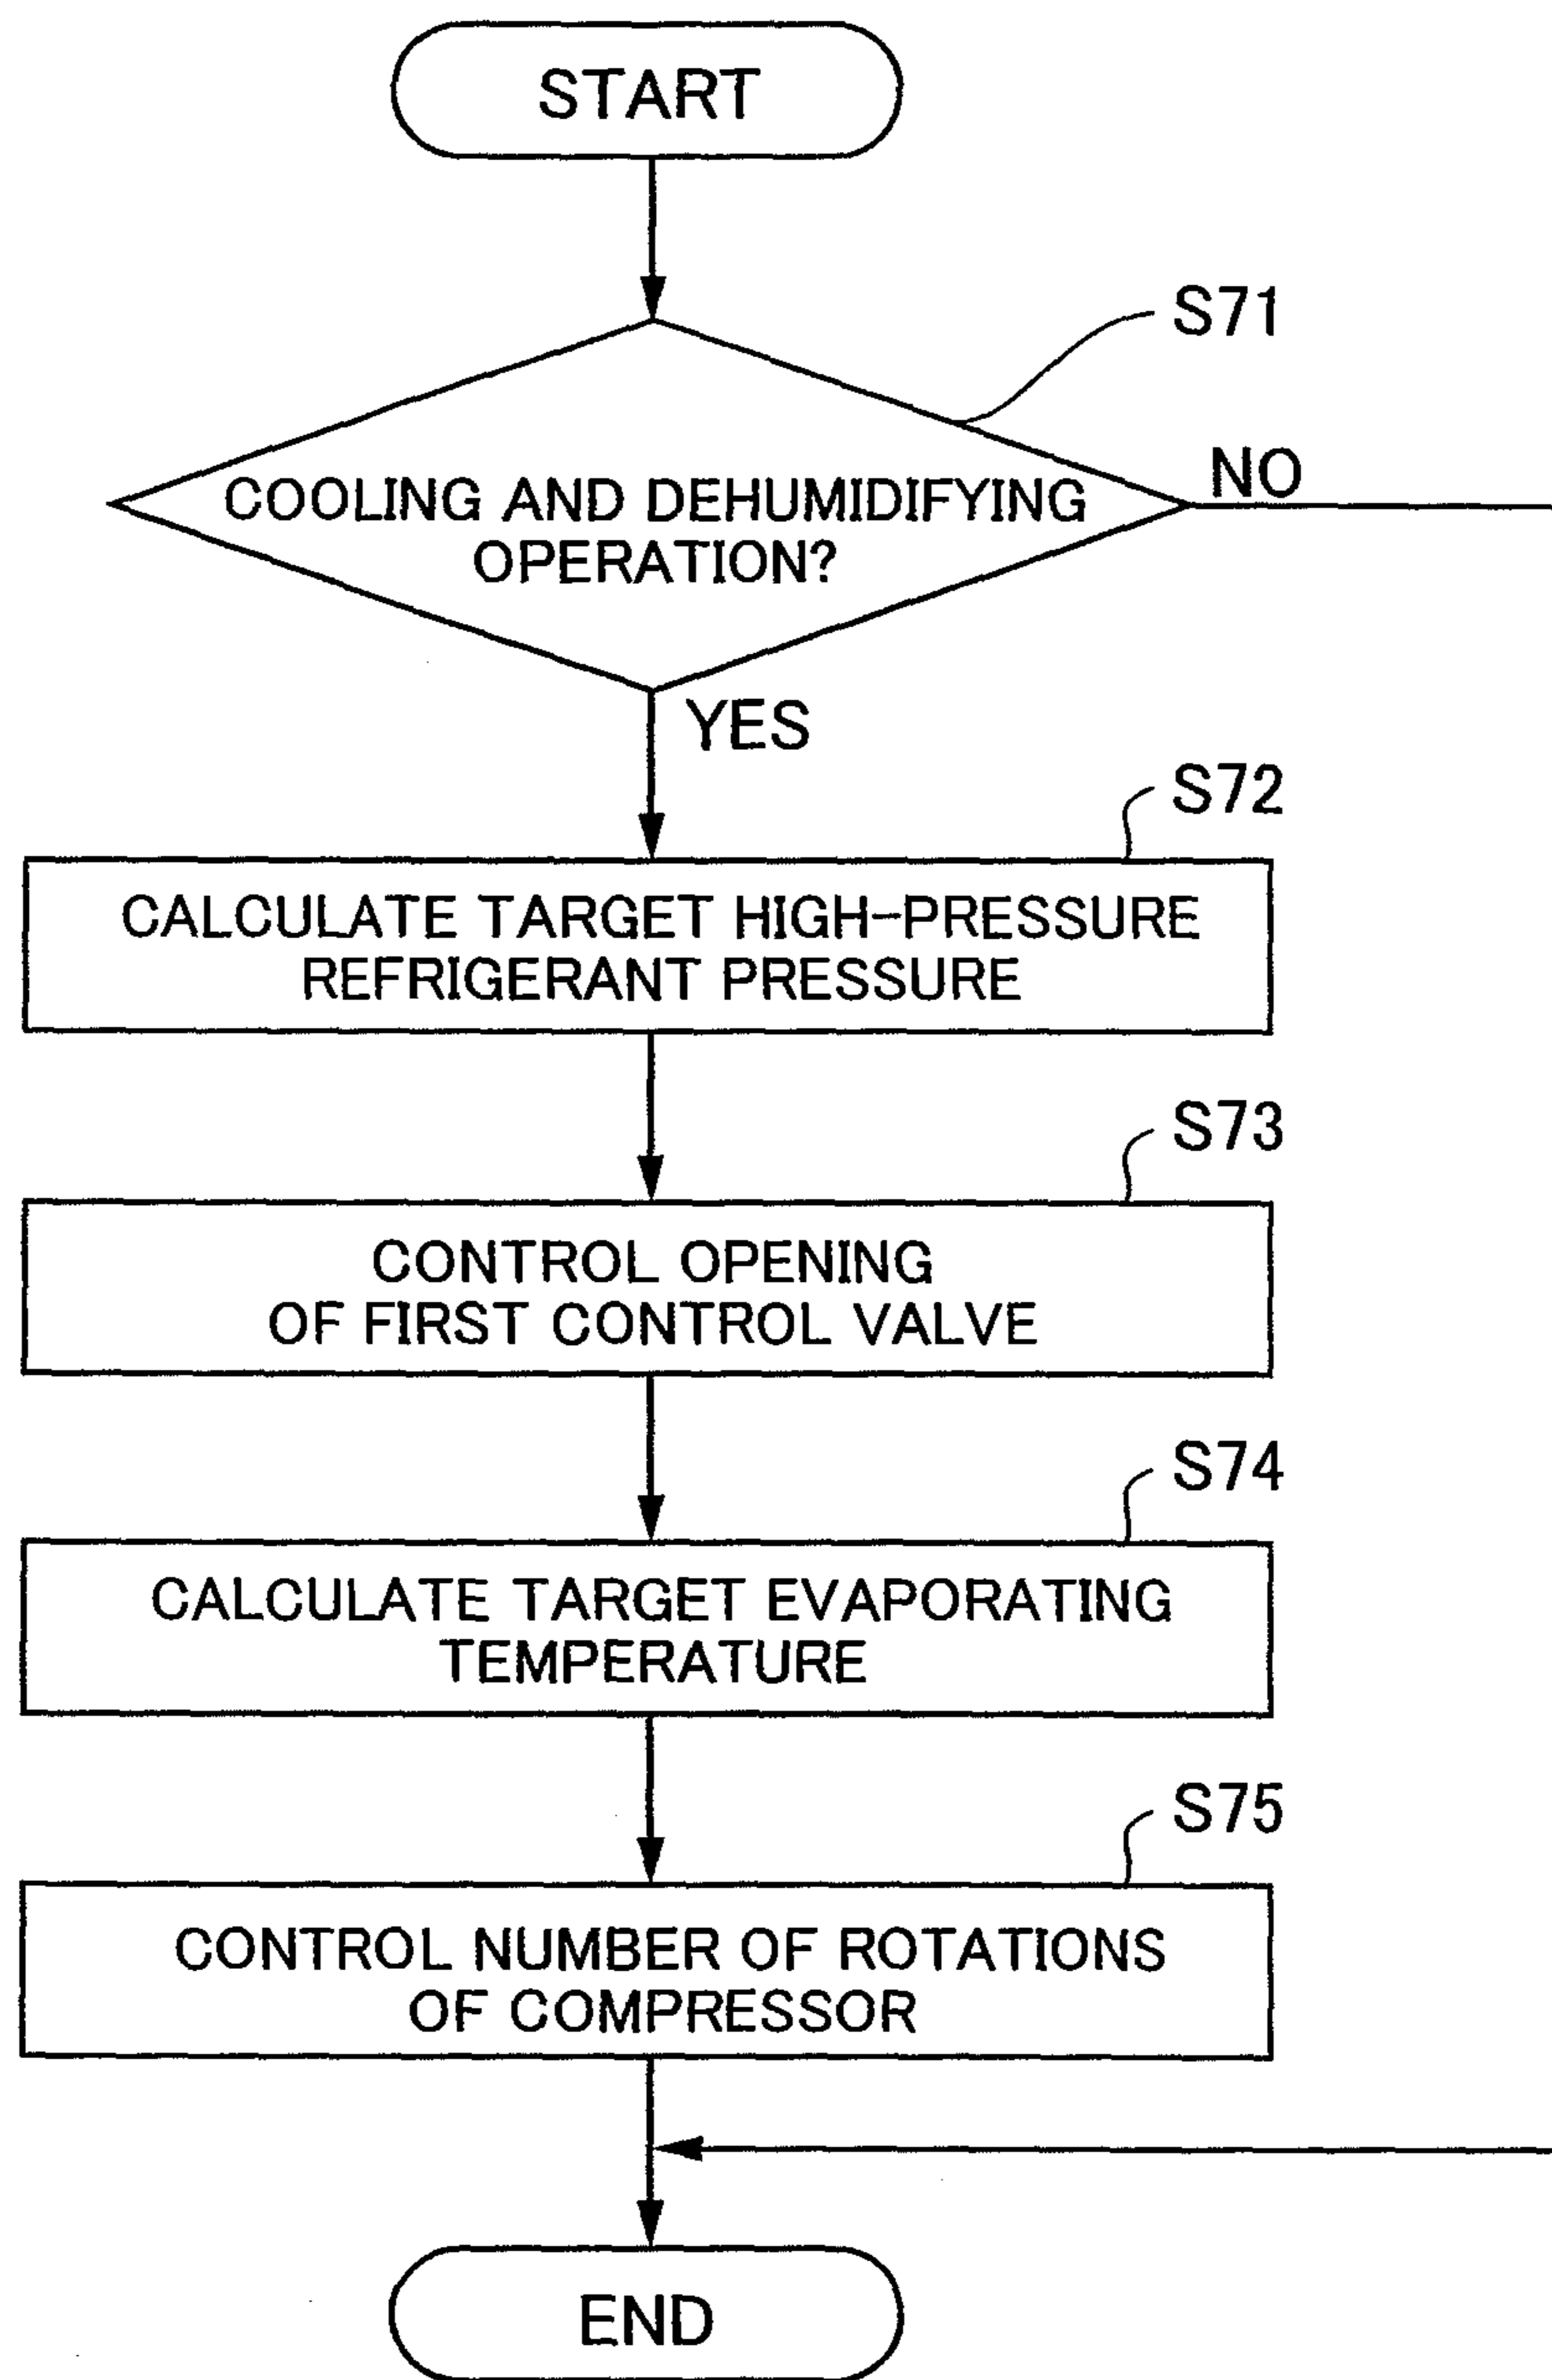 START
S71
COOLING AND DEHUMIDIFYING
OPERATION?
NO
YES
S72
CALCULATE TARGET HIGH-PRESSURE
REFRIGERANT PRESSURE
S73
CONTROL OPENING
OF FIRST CONTROL VALVE
S74
CALCULATE TARGET EVAPORATING
TEMPERATURE
S75
CONTROL NUMBER OF ROTATIONS
OF COMPRESSOR
END